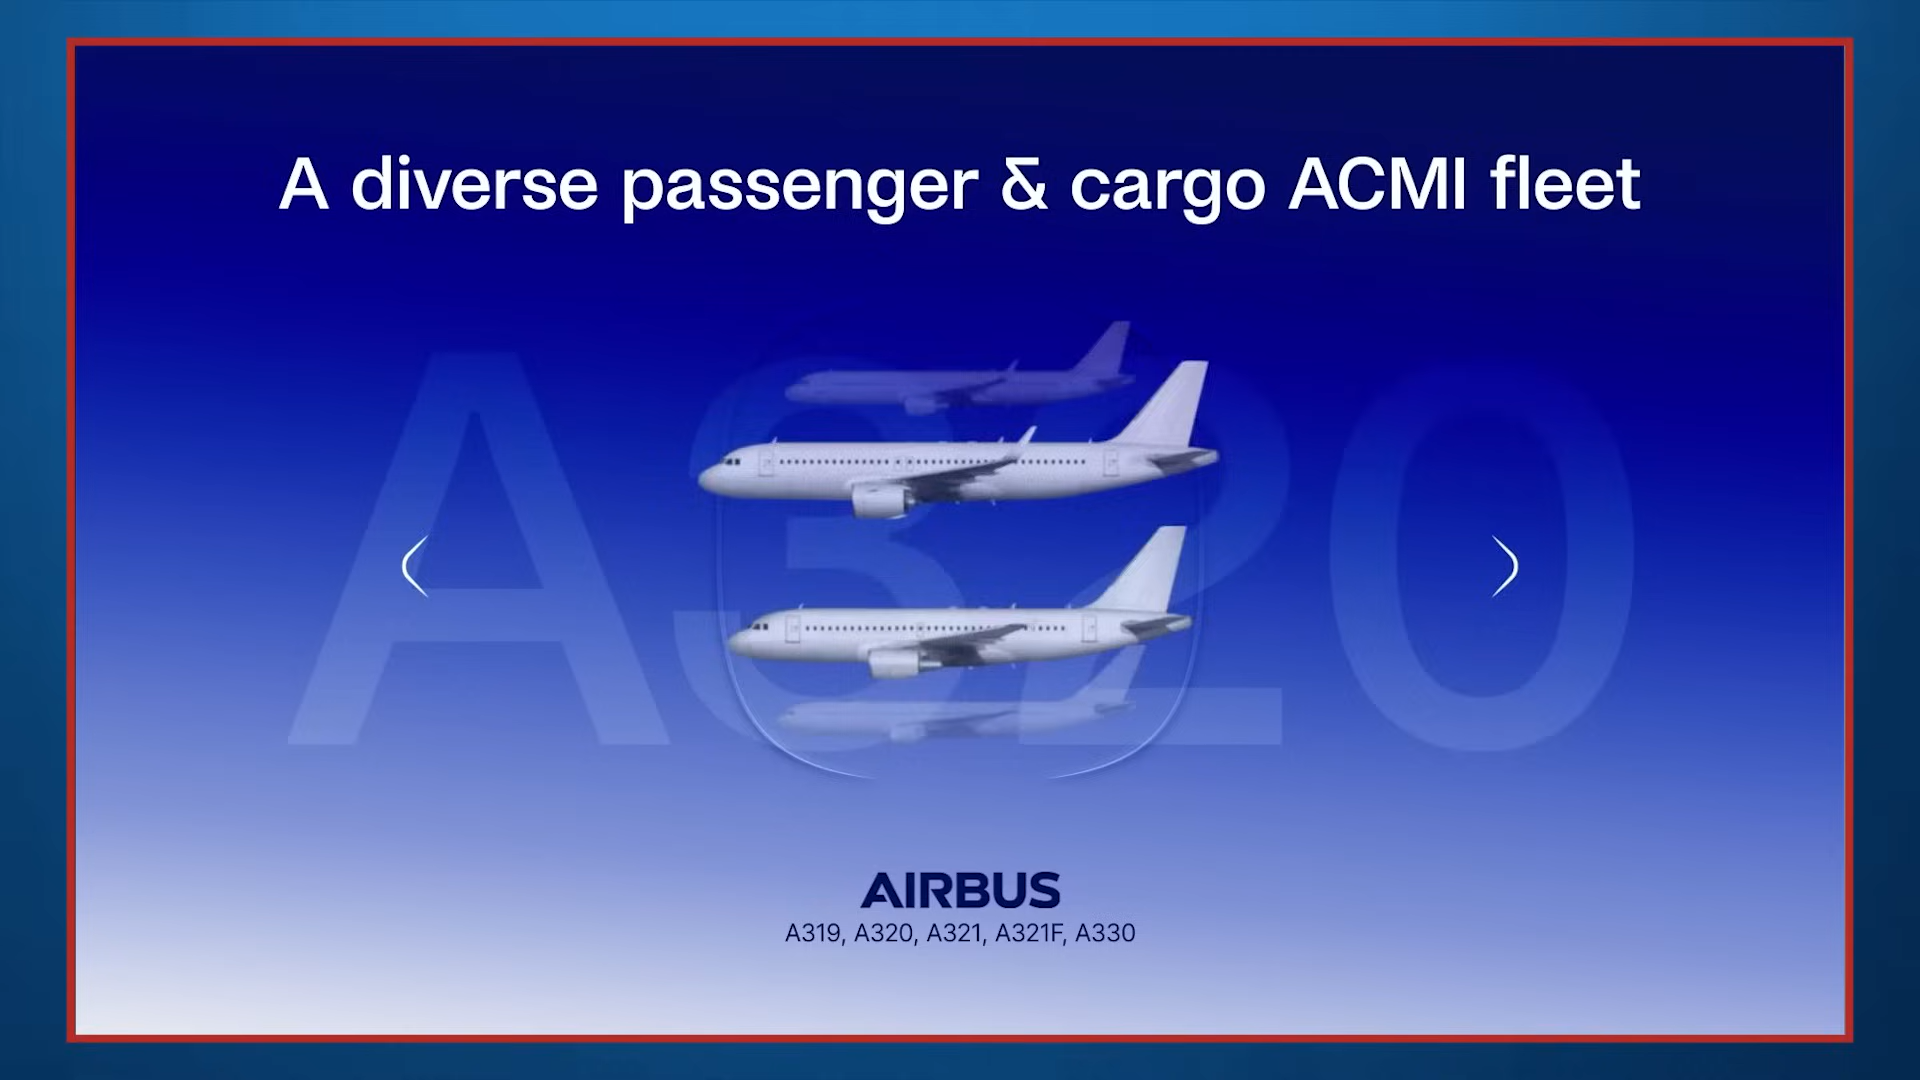 A diverse passenger & cargo ACMI fleet
A320
AIRBUS
A319, A320, A321, A321F, A330